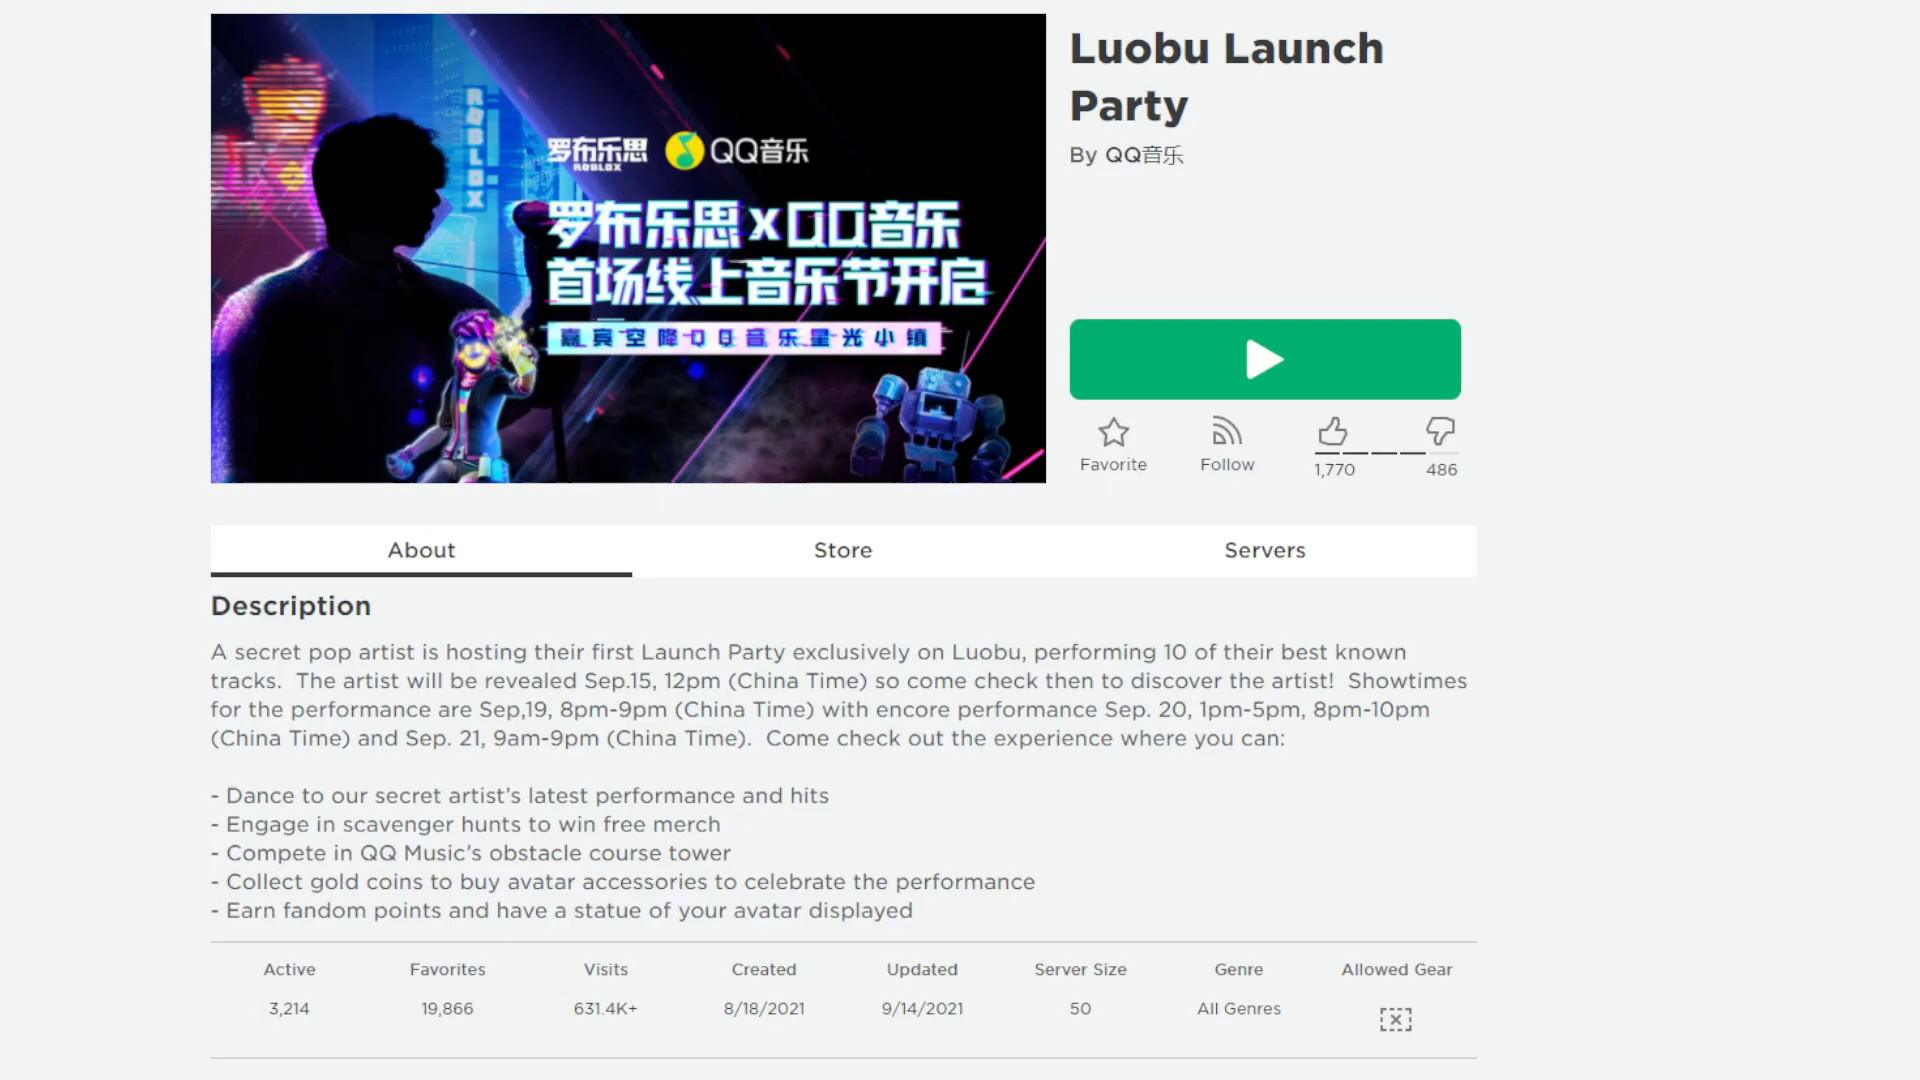 ROBLOX
罗布乐思 QQ音乐
ROBLOX
罗布乐思 X QQ音乐
首场线上音乐节开启
嘉宾空降QQ音乐星光小镇
Luobu Launch
Party
By QQ音乐
Favorite
Follow
1,770
486
About
Store
Servers
Description
A secret pop artist is hosting their first Launch Party exclusively on Luobu, performing 10 of their best known
tracks.  The artist will be revealed Sep.15, 12pm (China Time) so come check then to discover the artist!  Showtimes
for the performance are Sep,19, 8pm-9pm (China Time) with encore performance Sep. 20, 1pm-5pm, 8pm-10pm
(China Time) and Sep. 21, 9am-9pm (China Time).  Come check out the experience where you can:
- Dance to our secret artist’s latest performance and hits
- Engage in scavenger hunts to win free merch
- Compete in QQ Music’s obstacle course tower
- Collect gold coins to buy avatar accessories to celebrate the performance
- Earn fandom points and have a statue of your avatar displayed
Active Favorites Visits Created Updated Server Size Genre Allowed Gear
3,214 19,866 631.4K+ 8/18/2021 9/14/2021 50 All Genres